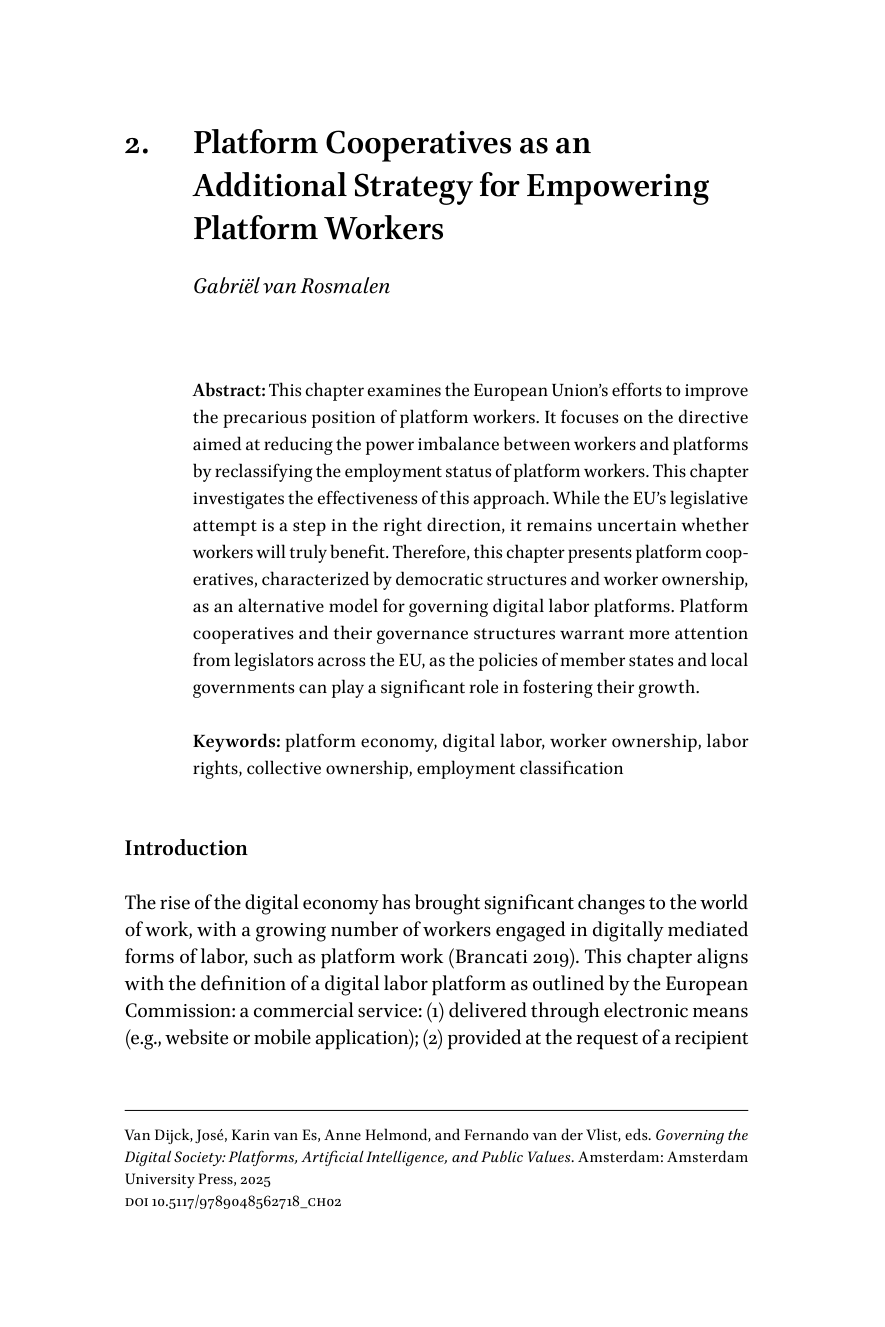 2. Platform Cooperatives as an
Additional Strategy for Empowering
Platform Workers
Gabriël van Rosmalen
Abstract: This chapter examines the European Union’s efforts to improve
the precarious position of platform workers. It focuses on the directive
aimed at reducing the power imbalance between workers and platforms
by reclassifying the employment status of platform workers. This chapter
investigates the effectiveness of this approach. While the EU’s legislative
attempt is a step in the right direction, it remains uncertain whether
workers will truly benefit. Therefore, this chapter presents platform coop-
eratives, characterized by democratic structures and worker ownership,
as an alternative model for governing digital labor platforms. Platform
cooperatives and their governance structures warrant more attention
from legislators across the EU, as the policies of member states and local
governments can play a significant role in fostering their growth.
Keywords: platform economy, digital labor, worker ownership, labor
rights, collective ownership, employment classification
Introduction
The rise of the digital economy has brought significant changes to the world
of work, with a growing number of workers engaged in digitally mediated
forms of labor, such as platform work (Brancati 2019). This chapter aligns
with the definition of a digital labor platform as outlined by the European
Commission: a commercial service: (1) delivered through electronic means
(e.g., website or mobile application); (2) provided at the request of a recipient
Van Dijck, José, Karin van Es, Anne Helmond, and Fernando van der Vlist, eds. Governing the
Digital Society: Platforms, Artificial Intelligence, and Public Values. Amsterdam: Amsterdam
University Press, 2025
DOI 10.5117/9789048562718_CH02